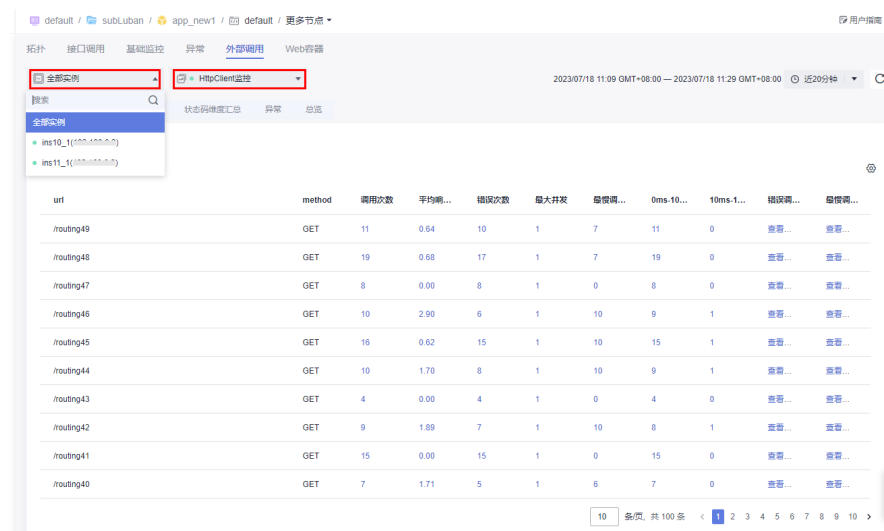 default / subLuban / app_new1 / default / 更多节点
用户指南
拓扑 接口调用 基础监控 异常 外部调用 Web容器
全部实例 HttpClient监控 2023/07/18 11:09 GMT+08:00 — 2023/07/18 11:29 GMT+08:00 近20分钟
搜索
状态码维度汇总 异常 总览
全部实例
ins10_1(
ins11_1(
url method 调用次数 平均响... 错误次数 最大并发 最慢调... 0ms-10... 10ms-1... 错误调... 最慢调...
/routing49 GET 11 0.64 10 1 7 11 0 查看... 查看...
/routing48 GET 19 0.68 17 1 7 19 0 查看... 查看...
/routing47 GET 8 0.00 8 1 0 8 0 查看... 查看...
/routing46 GET 10 2.90 6 1 10 9 1 查看... 查看...
/routing45 GET 16 0.62 15 1 10 15 1 查看... 查看...
/routing44 GET 10 1.70 8 1 10 9 1 查看... 查看...
/routing43 GET 4 0.00 4 1 0 4 0 查看... 查看...
/routing42 GET 9 1.89 7 1 10 8 1 查看... 查看...
/routing41 GET 15 0.00 15 1 0 15 0 查看... 查看...
/routing40 GET 7 1.71 5 1 6 7 0 查看... 查看...
10 条/页, 共 100 条 < 1 2 3 4 5 6 7 8 9 10 >